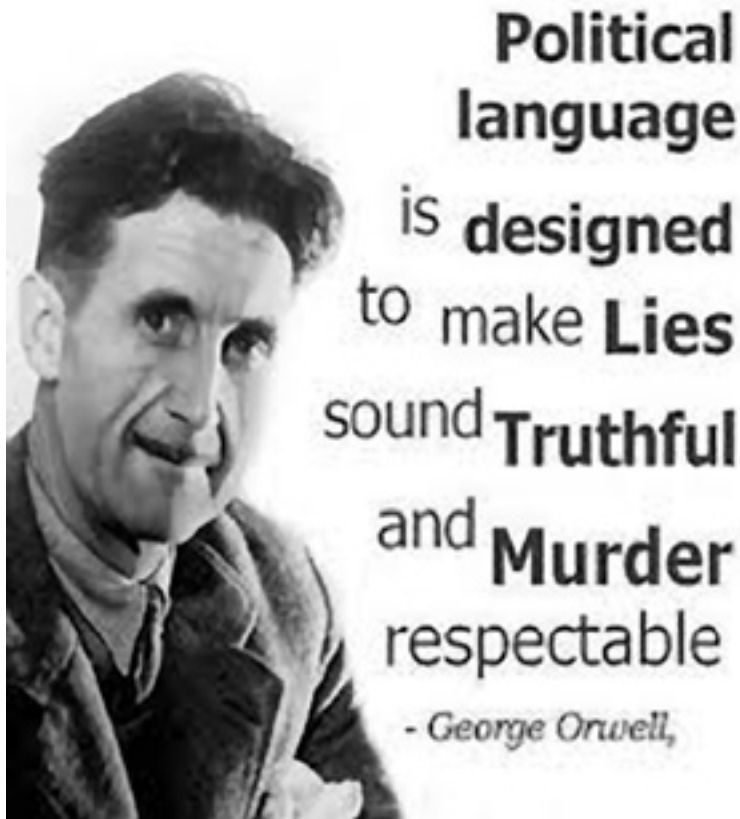 Political
language
is designed
to make Lies
sound Truthful
and Murder
respectable
- George Orwell,